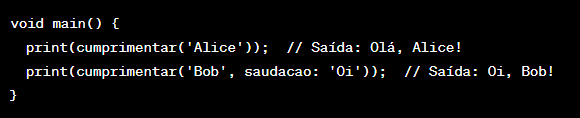 void main() {
  print(cumprimentar('Alice'));  // Saída: Olá, Alice!
  print(cumprimentar('Bob', saudacao: 'Oi'));  // Saída: Oi, Bob!
}